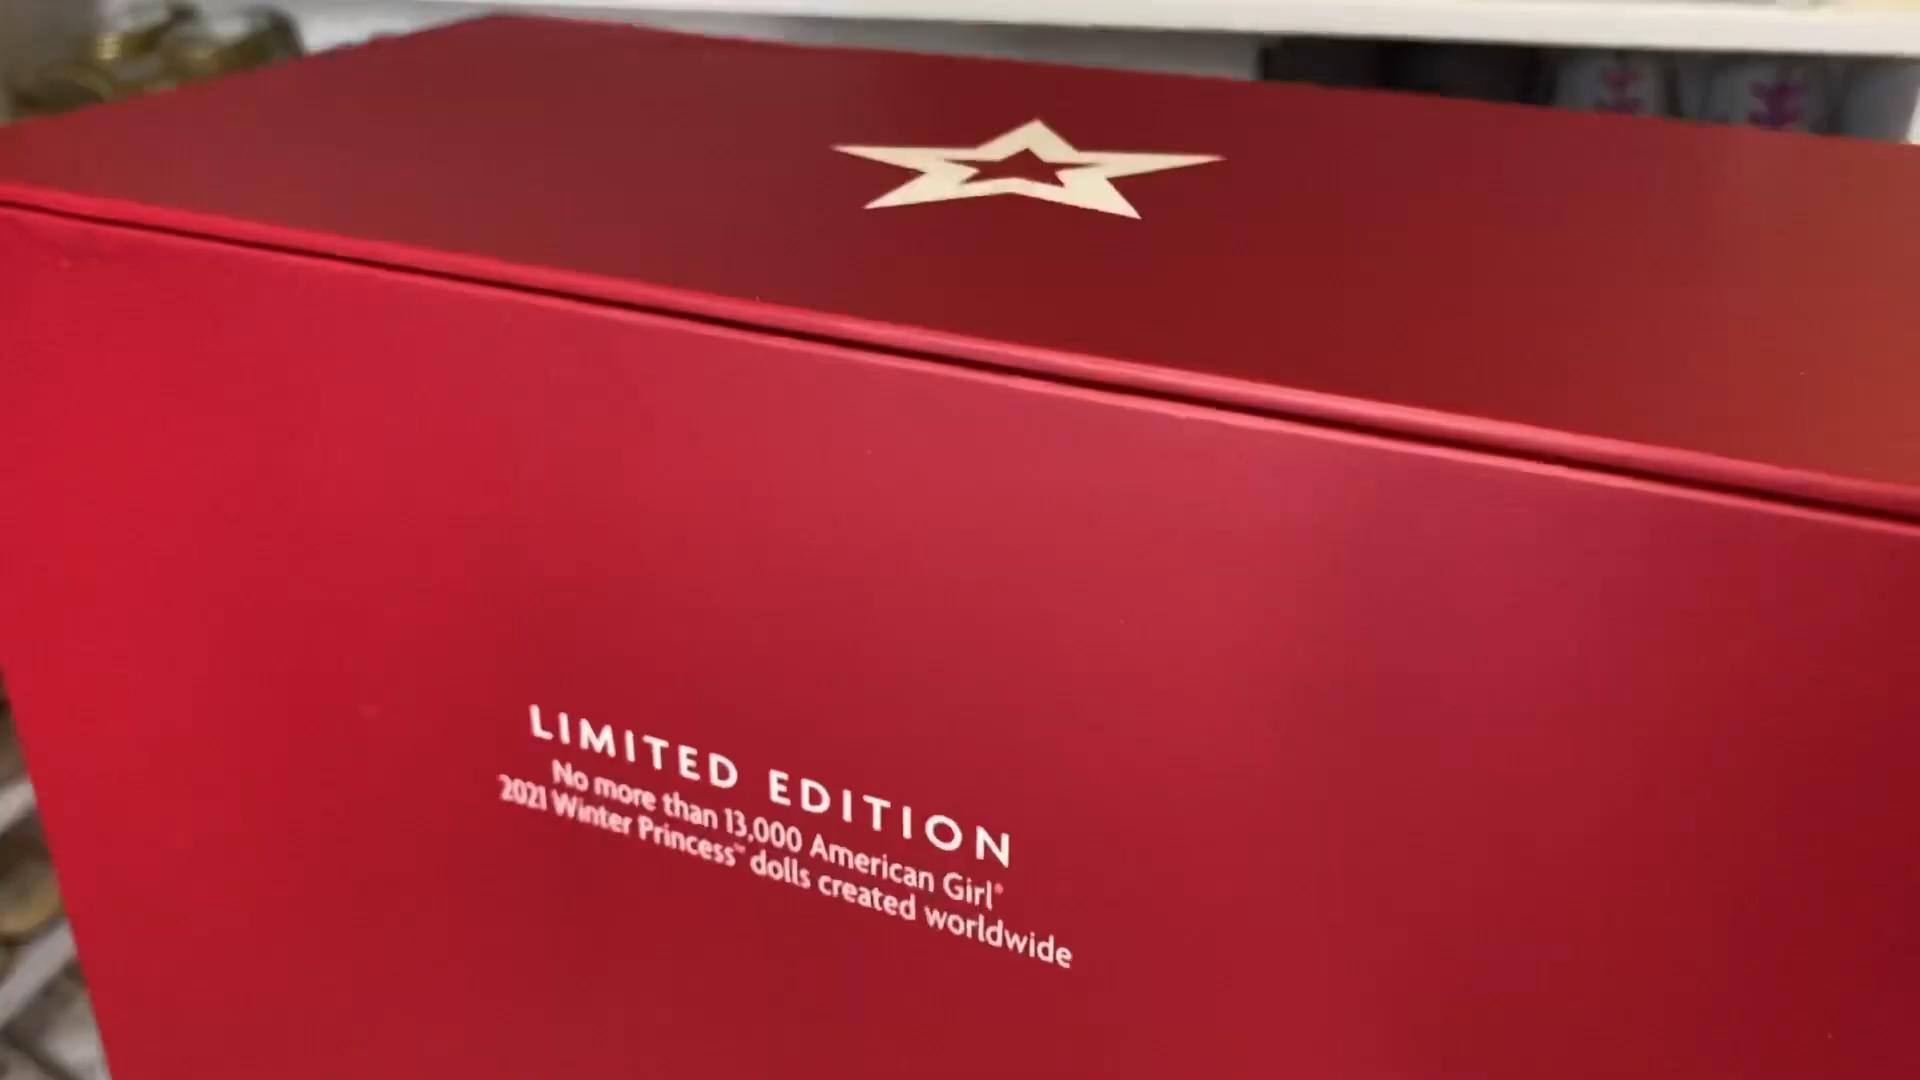 LIMITED EDITION
No more than 13,000 American Girl®
2021 Winter Princess™ dolls created worldwide